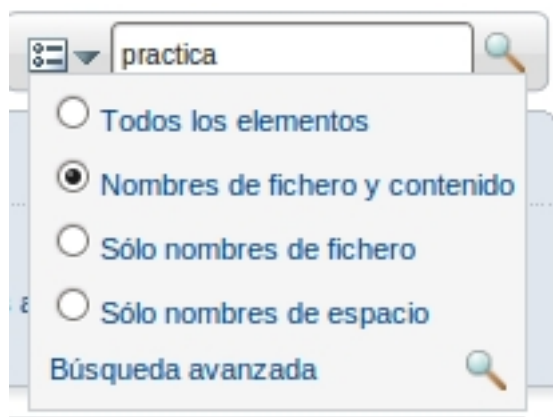 practica
Todos los elementos
Nombres de fichero y contenido
Sólo nombres de fichero
Sólo nombres de espacio
Búsqueda avanzada